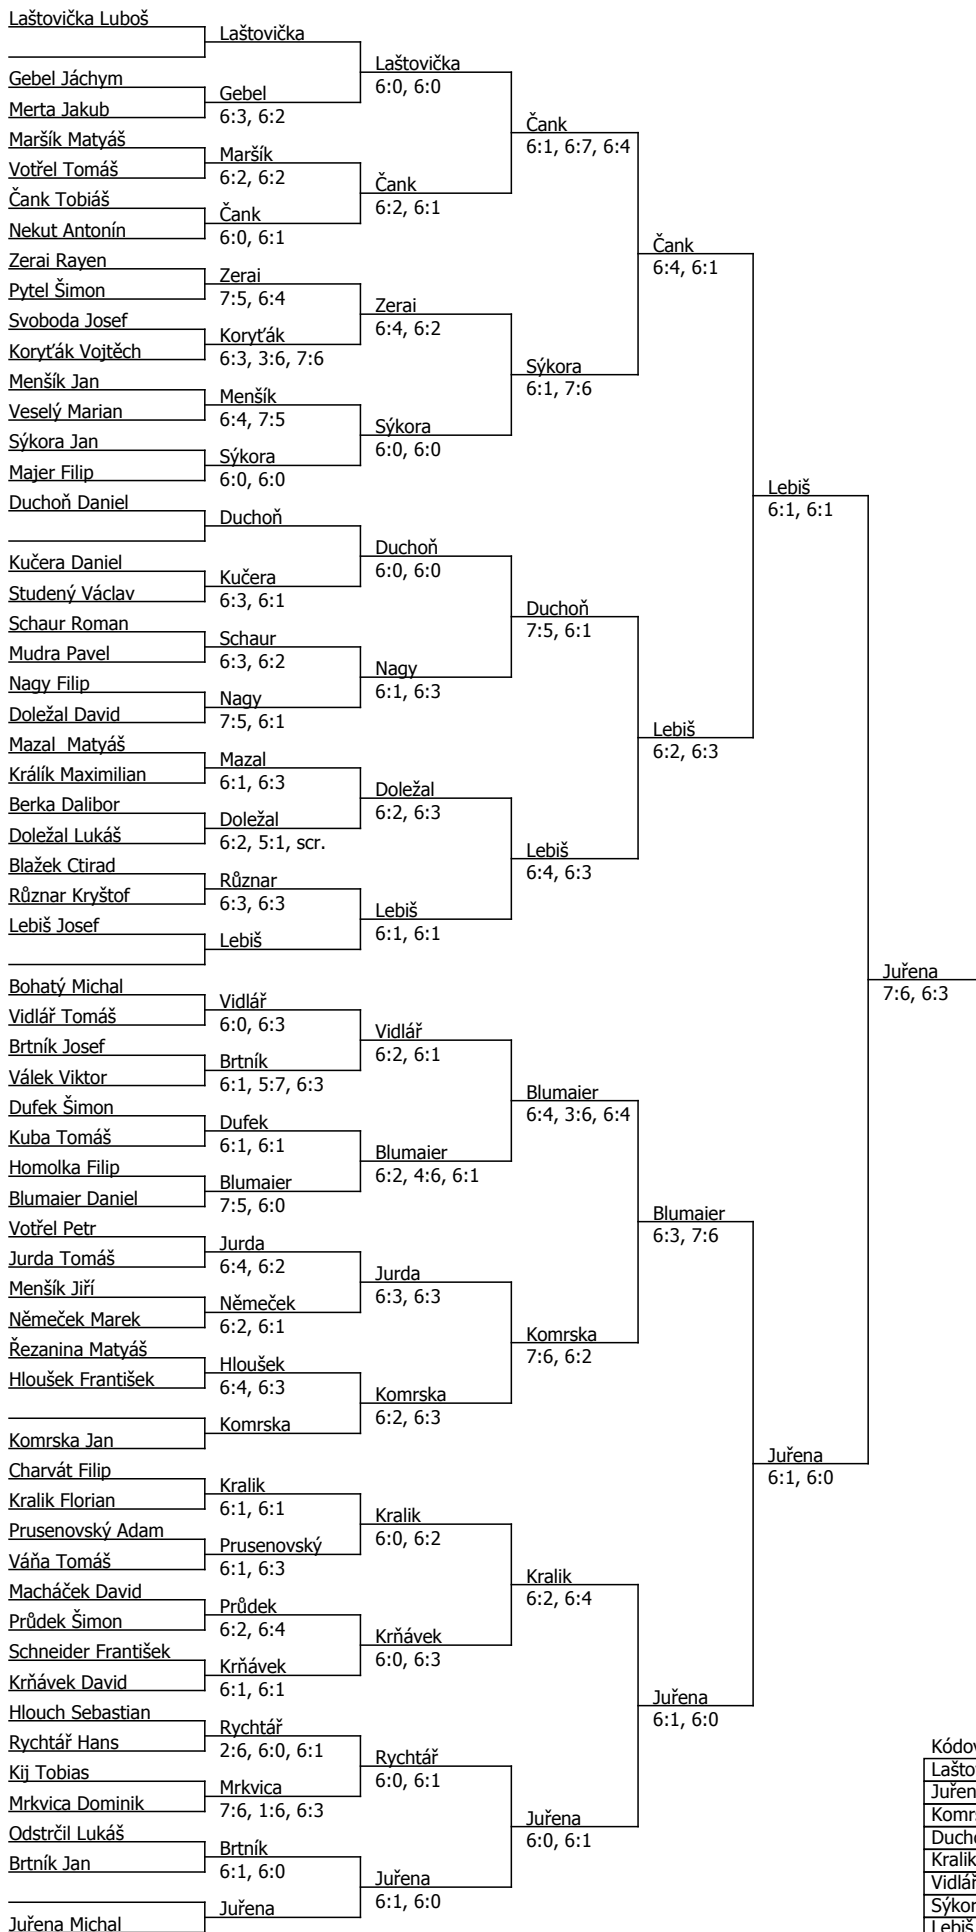 Laštovička Luboš
Laštovička
Laštovička
6:0, 6:0
Gebel Jáchym
Gebel
6:3, 6:2
Merta Jakub
Čank
6:1, 6:7, 6:4
Maršík Matyáš
Maršík
6:2, 6:2
Votřel Tomáš
Čank
6:2, 6:1
Čank Tobiáš
Čank
6:0, 6:1
Nekut Antonín
Čank
6:4, 6:1
Zerai Rayen
Zerai
7:5, 6:4
Pytel Šimon
Zerai
6:4, 6:2
Svoboda Josef
Koryťák
6:3, 3:6, 7:6
Koryťák Vojtěch
Sýkora
6:1, 7:6
Menšík Jan
Menšík
6:4, 7:5
Veselý Marian
Sýkora
6:0, 6:0
Sýkora Jan
Sýkora
6:0, 6:0
Majer Filip
Lebiš
6:1, 6:1
Duchoň Daniel
Duchoň
Duchoň
6:0, 6:0
Kučera Daniel
Kučera
6:3, 6:1
Studený Václav
Duchoň
7:5, 6:1
Schaur Roman
Schaur
6:3, 6:2
Mudra Pavel
Nagy
6:1, 6:3
Nagy Filip
Nagy
7:5, 6:1
Doležal David
Lebiš
6:2, 6:3
Mazal  Matyáš
Mazal
6:1, 6:3
Králík Maximilian
Doležal
6:2, 6:3
Berka Dalibor
Doležal
6:2, 5:1, scr.
Doležal Lukáš
Lebiš
6:4, 6:3
Blažek Ctirad
Různar
6:3, 6:3
Různar Kryštof
Lebiš
6:1, 6:1
Lebiš Josef
Lebiš
Juřena
7:6, 6:3
Bohatý Michal
Vidlář
6:0, 6:3
Vidlář Tomáš
Vidlář
6:2, 6:1
Brtník Josef
Brtník
6:1, 5:7, 6:3
Válek Viktor
Blumaier
6:4, 3:6, 6:4
Dufek Šimon
Dufek
6:1, 6:1
Kuba Tomáš
Blumaier
6:2, 4:6, 6:1
Homolka Filip
Blumaier
7:5, 6:0
Blumaier Daniel
Blumaier
6:3, 7:6
Votřel Petr
Jurda
6:4, 6:2
Jurda Tomáš
Jurda
6:3, 6:3
Menšík Jiří
Němeček
6:2, 6:1
Němeček Marek
Komrska
7:6, 6:2
Řezanina Matyáš
Hloušek
6:4, 6:3
Hloušek František
Komrska
6:2, 6:3
Komrska
Komrska Jan
Juřena
6:1, 6:0
Charvát Filip
Kralik
6:1, 6:1
Kralik Florian
Kralik
6:0, 6:2
Prusenovský Adam
Prusenovský
6:1, 6:3
Váňa Tomáš
Kralik
6:2, 6:4
Macháček David
Průdek
6:2, 6:4
Průdek Šimon
Krňávek
6:0, 6:3
Schneider František
Krňávek
6:1, 6:1
Krňávek David
Juřena
6:1, 6:0
Hlouch Sebastian
Rychtář
2:6, 6:0, 6:1
Rychtář Hans
Rychtář
6:0, 6:1
Kij Tobias
Mrkvica
7:6, 1:6, 6:3
Mrkvica Dominik
Juřena
6:0, 6:1
Odstrčil Lukáš
Brtník
6:1, 6:0
Brtník Jan
Juřena
6:1, 6:0
Juřena
Juřena Michal
Kódov
Lašto
Juřen
Komr
Ducho
Kralik
Vidlář
Sýkor
Lebiš